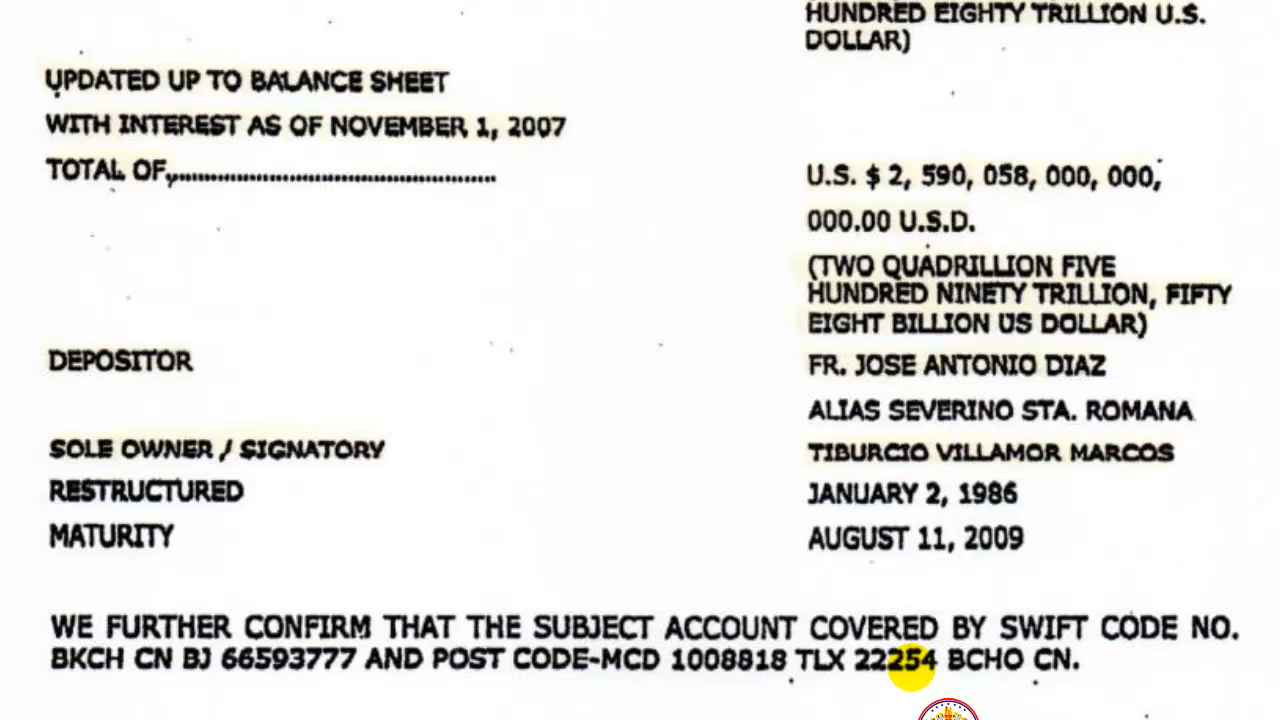 HUNDRED EIGHTY TRILLION U.S.
DOLLAR)
UPDATED UP TO BALANCE SHEET
WITH INTEREST AS OF NOVEMBER 1, 2007
TOTAL OF,.................................................
U.S. $ 2, 590, 058, 000, 000,
000.00 U.S.D.
(TWO QUADRILLION FIVE
HUNDRED NINETY TRILLION, FIFTY
EIGHT BILLION US DOLLAR)
DEPOSITOR
FR. JOSE ANTONIO DIAZ
ALIAS SEVERINO STA. ROMANA
SOLE OWNER / SIGNATORY
TIBURCIO VILLAMOR MARCOS
RESTRUCTURED
JANUARY 2, 1986
MATURITY
AUGUST 11, 2009
WE FURTHER CONFIRM THAT THE SUBJECT ACCOUNT COVERED BY SWIFT CODE NO.
BKCH CN BJ 66593777 AND POST CODE-MCD 1008818 TLX 22254 BCHO CN.